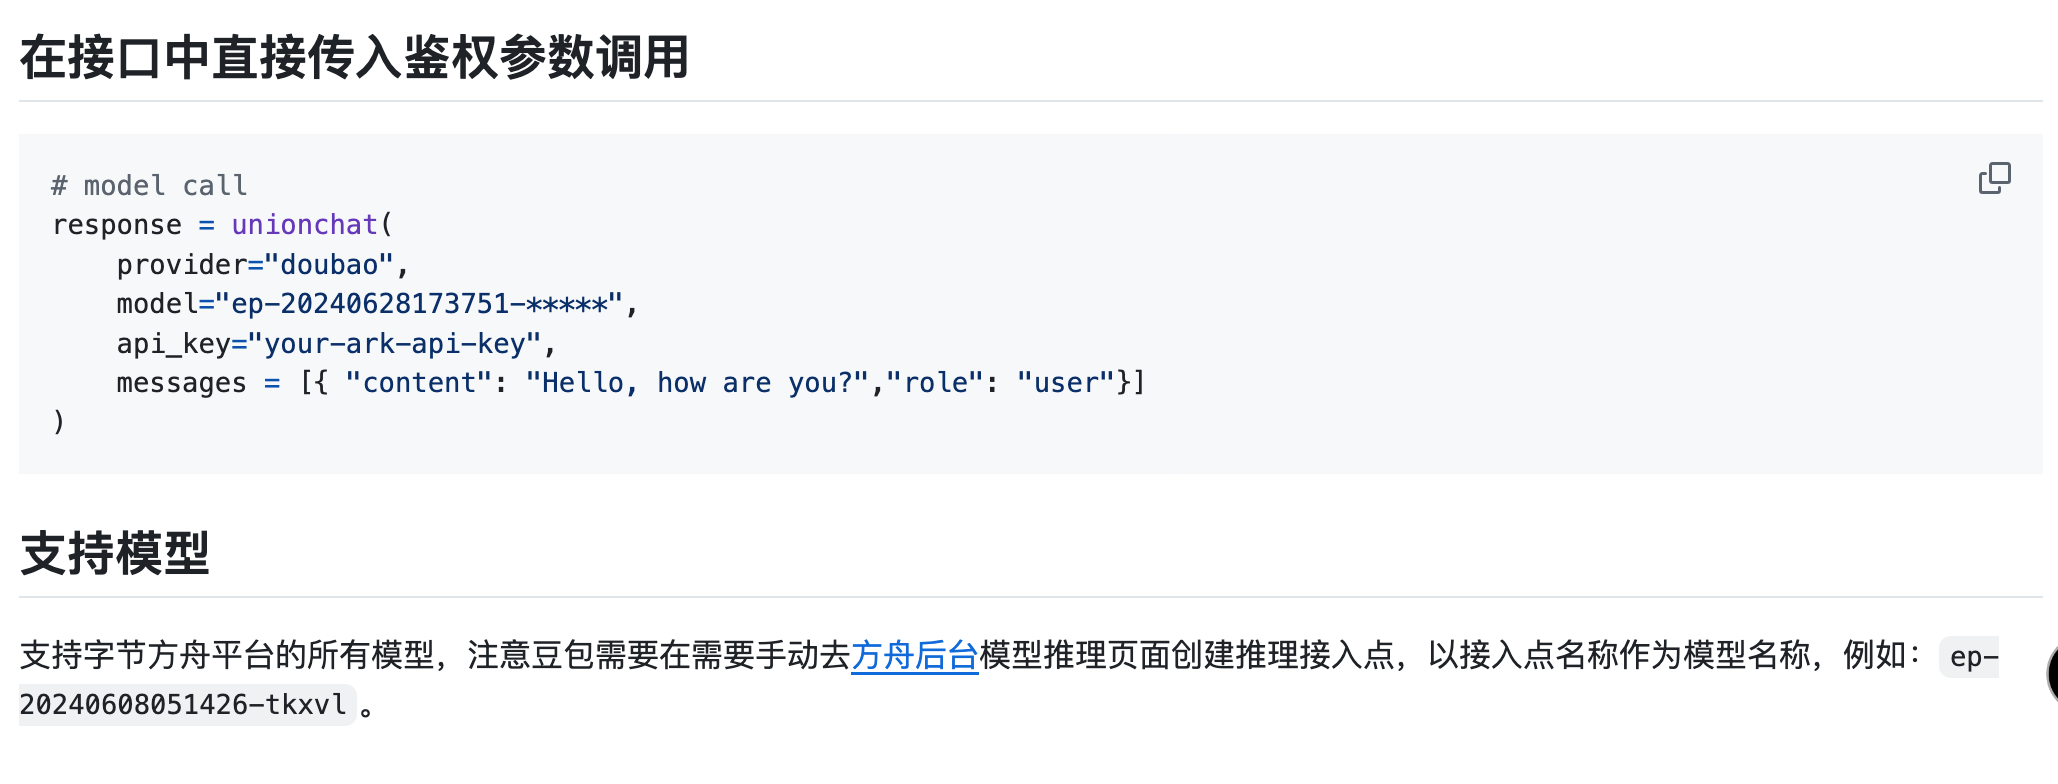 在接口中直接传入鉴权参数调用
# model call
response = unionchat(
    provider="doubao",
    model="ep-20240628173751-*****",
    api_key="your-ark-api-key",
    messages = [{ "content": "Hello, how are you?","role": "user"}]
)
支持模型
支持字节方舟平台的所有模型，注意豆包需要在需要手动去方舟后台模型推理页面创建推理接入点，以接入点名称作为模型名称，例如：ep-
20240608051426-tkxvl。